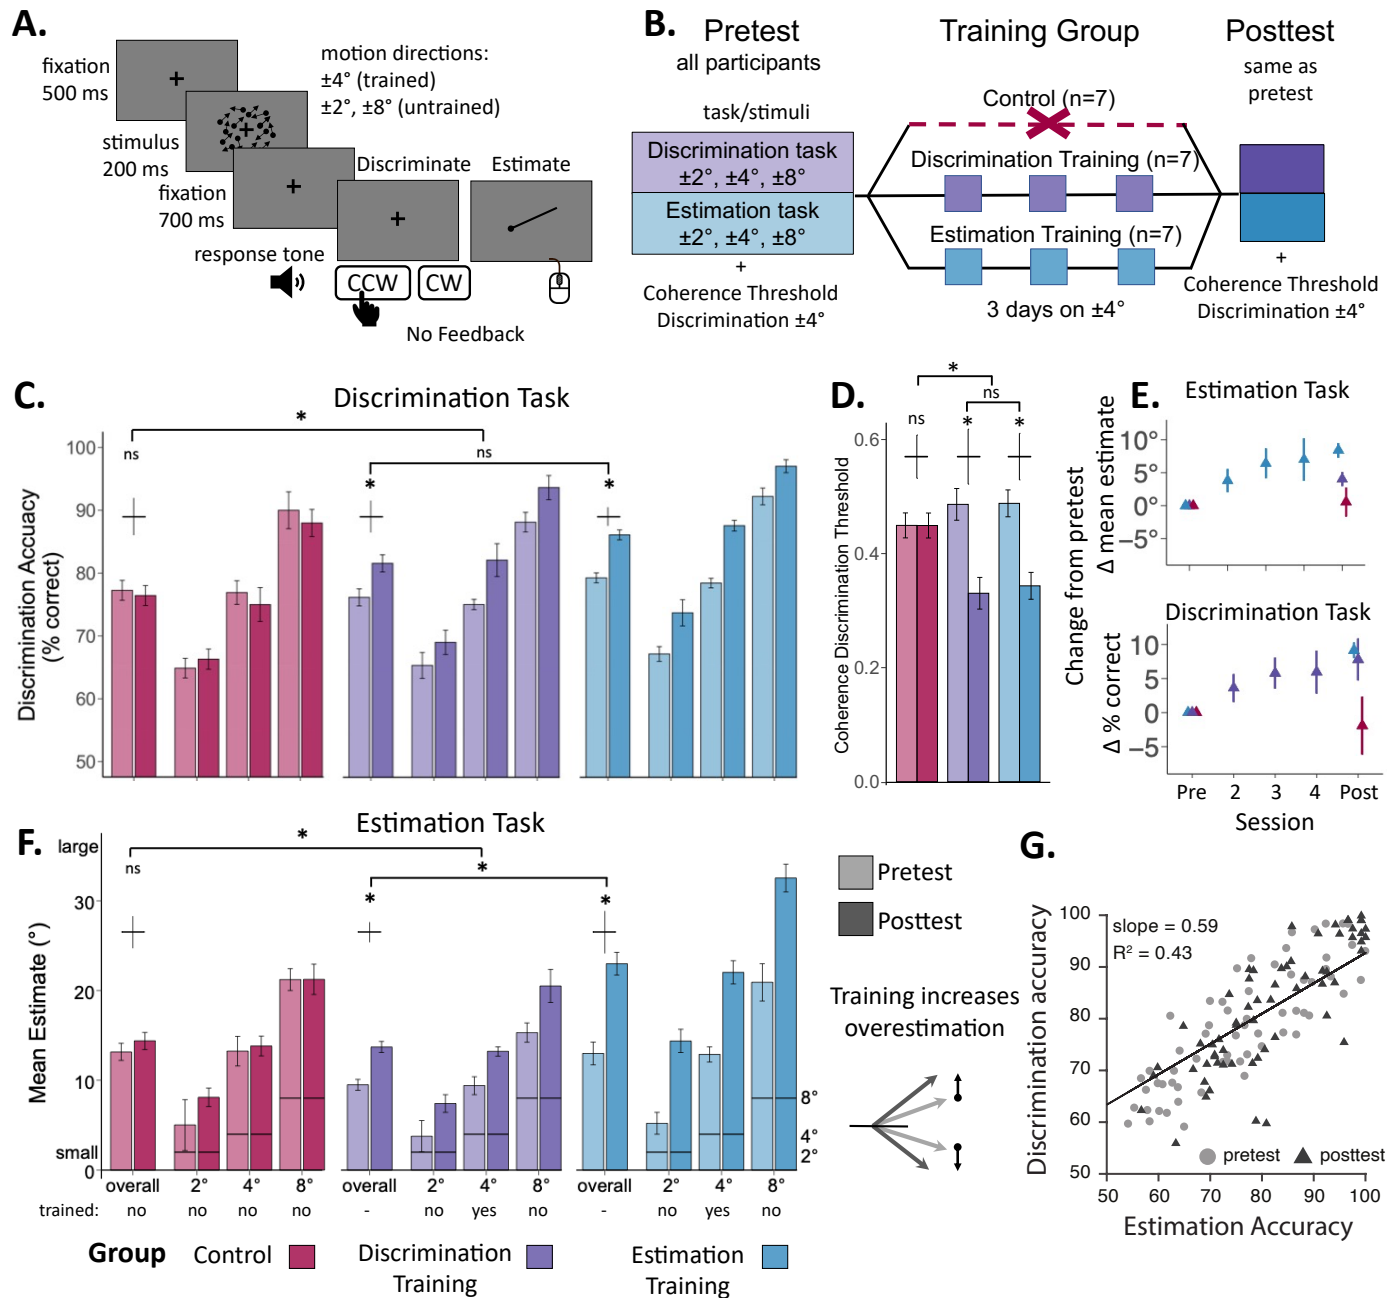 A.
fixation
500 ms
motion directions:
±4° (trained)
±2°, ±8° (untrained)
stimulus
200 ms
fixation
700 ms
Discriminate
Estimate
response tone
CCW
CW
No Feedback
B.
Pretest
all participants
Training Group
Posttest
same as
pretest
task/stimuli
Discrimination task
±2°, ±4°, ±8°
Estimation task
±2°, ±4°, ±8°
+
Coherence Threshold
Discrimination ±4°
Control (n=7)
Discrimination Training (n=7)
Estimation Training (n=7)
3 days on ±4°
+
Coherence Threshold
Discrimination ±4°
C.
Discrimination Task
Discrimination Accuacy
(% correct)
100
90
80
70
60
50
*
ns
ns
*
*
D.
Coherence Discrimination Threshold
0.6
0.4
0.2
0.0
*
ns
ns
*
*
E.
Estimation Task
Change from pretest
Δ mean estimate
10°
5°
0°
−5°
Discrimination Task
Δ % correct
10
5
0
−5
Pre 2 3 4 Post
Session
F.
Estimation Task
Mean Estimate (°)
large
30
20
10
small
0
*
ns
*
*
*
8°
4°
2°
overall 2° 4° 8° overall 2° 4° 8° overall 2° 4° 8°
trained: no no no no - no yes no - no yes no
Group
Control
Discrimination
Training
Estimation
Training
Pretest
Posttest
Training increases
overestimation
G.
Discrimination accuracy
100
90
80
70
60
50
slope = 0.59
R² = 0.43
pretest
posttest
50 60 70 80 90 100
Estimation Accuracy